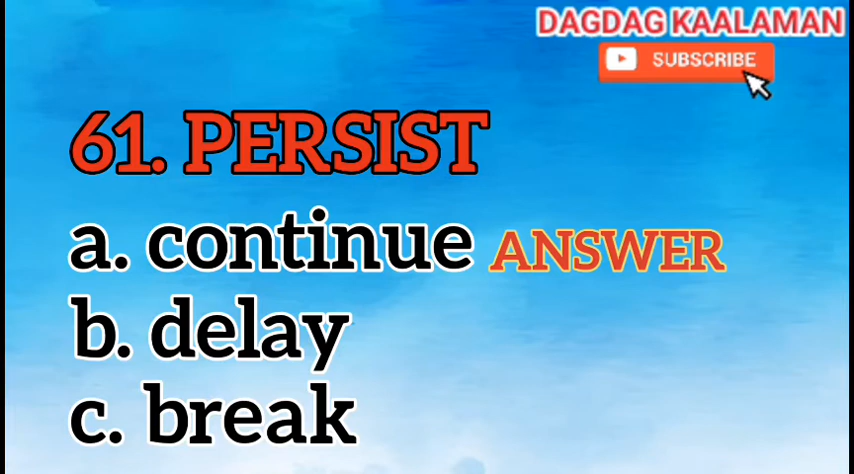 DAGDAG KAALAMAN
SUBSCRIBE
61. PERSIST
a. continue ANSWER
b. delay
c. break